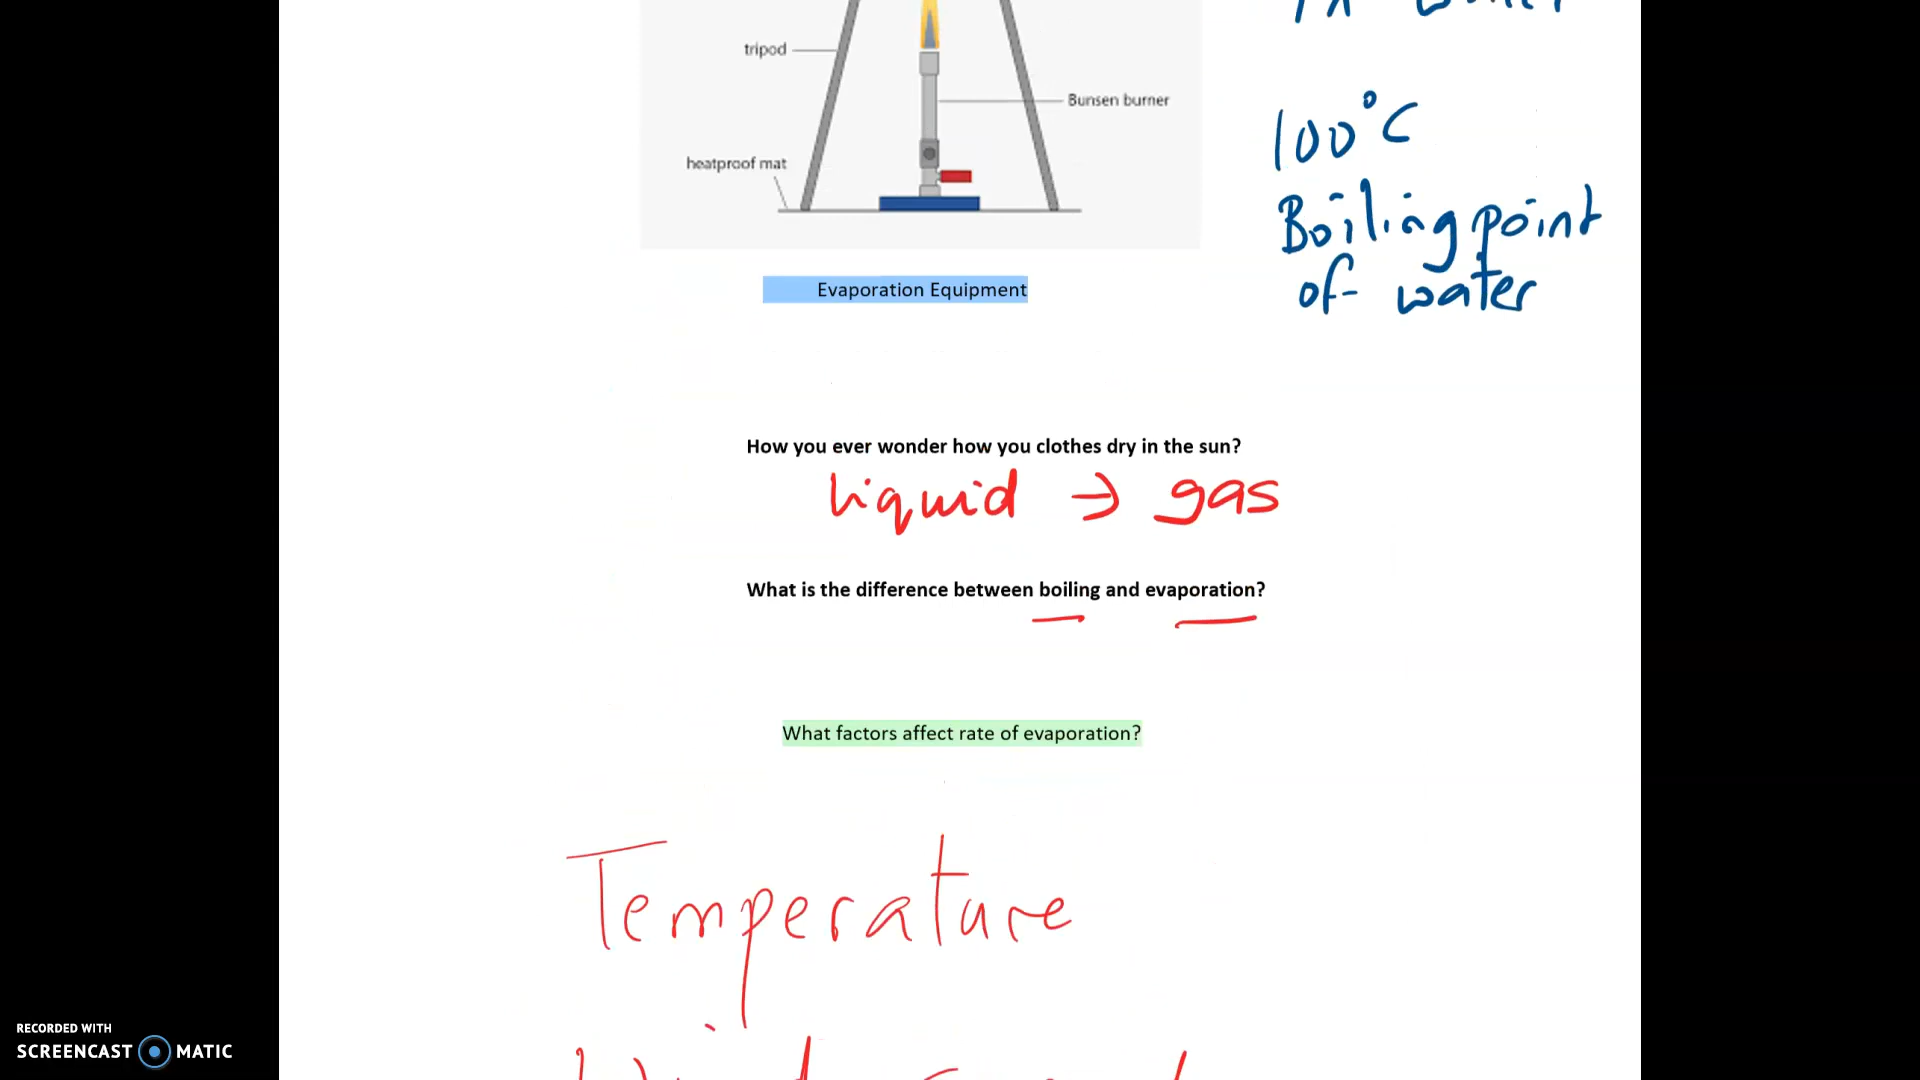 tripod
Bunsen burner
100°C
heatproof mat
Boiling point
of water
Evaporation Equipment
How you ever wonder how you clothes dry in the sun?
liquid → gas
What is the difference between boiling and evaporation?
What factors affect rate of evaporation?
Temperature
RECORDED WITH
SCREENCAST MATIC